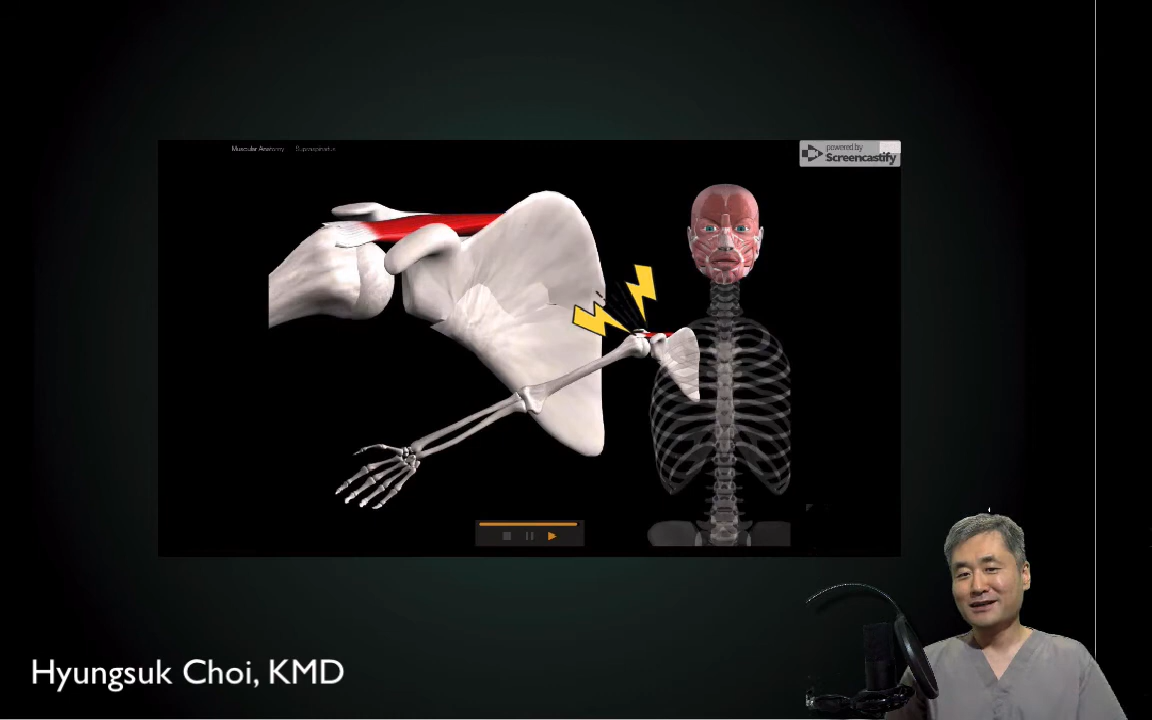 Muscular Anatomy Supraspinatus
powered by
Screencastify
Hyungsuk Choi, KMD